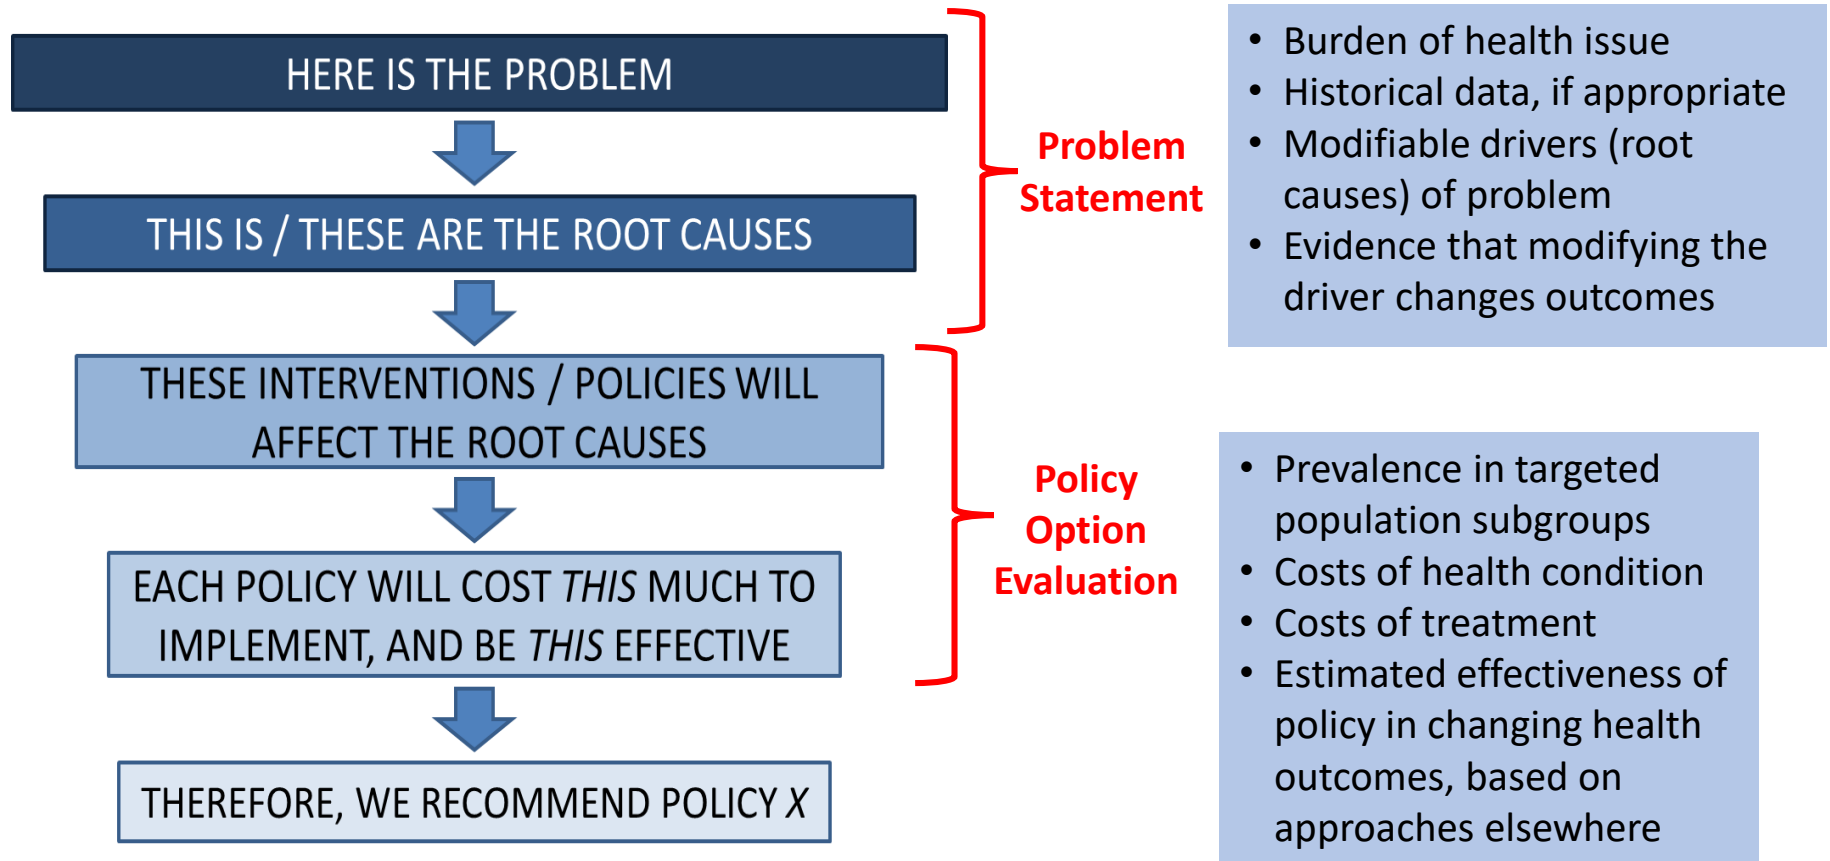 HERE IS THE PROBLEM
THIS IS / THESE ARE THE ROOT CAUSES
THESE INTERVENTIONS / POLICIES WILL
AFFECT THE ROOT CAUSES
EACH POLICY WILL COST THIS MUCH TO
IMPLEMENT, AND BE THIS EFFECTIVE
THEREFORE, WE RECOMMEND POLICY X
Problem
Statement
Policy
Option
Evaluation
• Burden of health issue
• Historical data, if appropriate
• Modifiable drivers (root
causes) of problem
• Evidence that modifying the
driver changes outcomes
• Prevalence in targeted
population subgroups
• Costs of health condition
• Costs of treatment
• Estimated effectiveness of
policy in changing health
outcomes, based on
approaches elsewhere